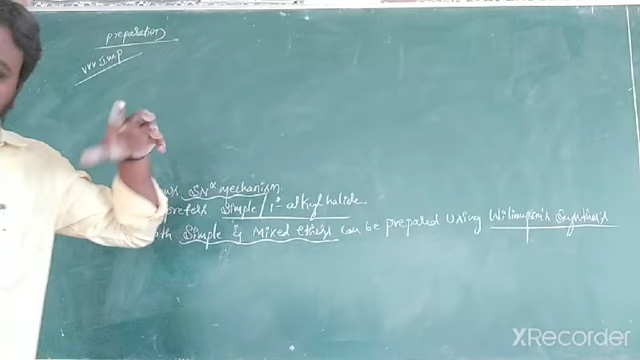 preparation
vvv Imp
SN² mechanism.
prefers Simple / 1° alkyl halide.
Simple & Mixed ethers can be prepared using Williamson's Synthesis
XRecorder